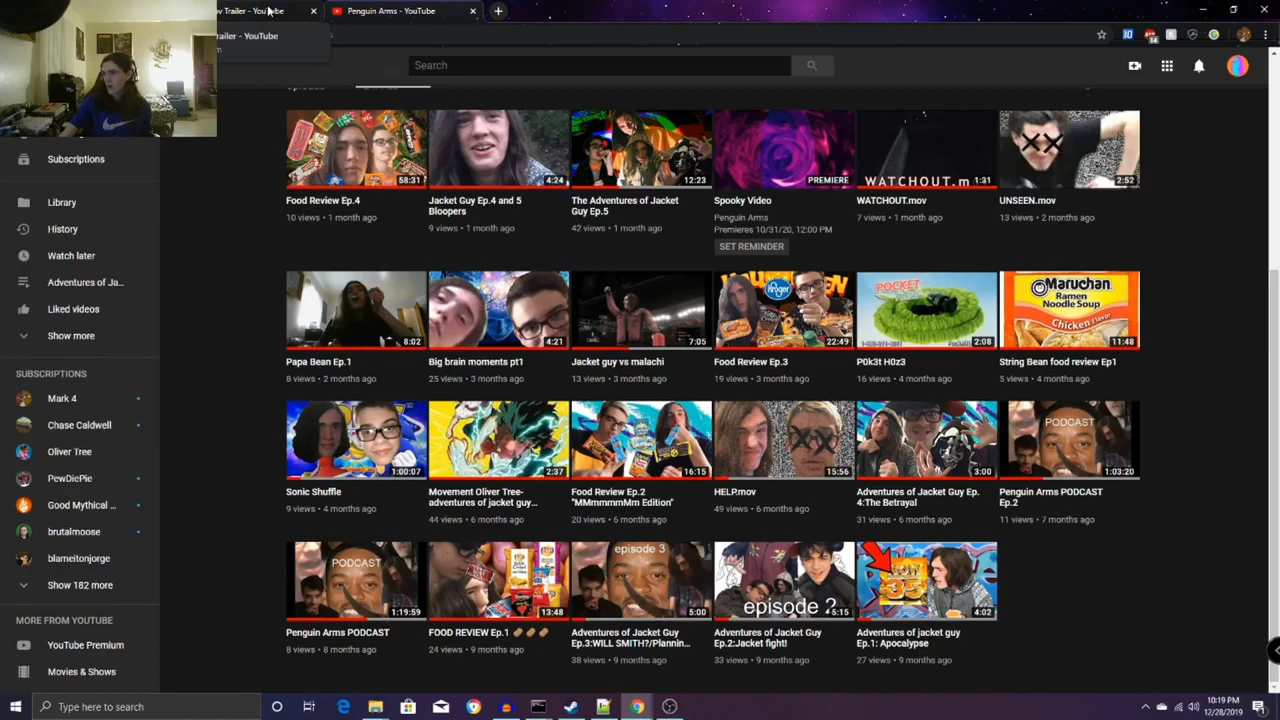 ov Trailer - YouTube
Penguin Arms - YouTube
railer - YouTube
Search
14
Subscriptions
Library
History
Watch later
Adventures of Ja...
Liked videos
Show more
SUBSCRIPTIONS
Mark 4
Chase Caldwell
Oliver Tree
PewDiePie
Good Mythical ...
brutalmoose
blameitonjorge
Show 182 more
MORE FROM YOUTUBE
YouTube Premium
Movies & Shows
58:31
4:24
12:23
PREMIERE
WATCHOUT.m
1:31
2:52
Food Review Ep.4
10 views • 1 month ago
Jacket Guy Ep.4 and 5
Bloopers
9 views • 1 month ago
The Adventures of Jacket
Guy Ep.5
42 views • 1 month ago
Spooky Video
Penguin Arms
Premieres 10/31/20, 12:00 PM
SET REMINDER
WATCHOUT.mov
7 views • 1 month ago
UNSEEN.mov
13 views • 2 months ago
8:02
4:21
7:05
Kroger
22:49
POCKET
2:08
Maruchan
Ramen
Noodle Soup
Chicken Flavor
11:48
Papa Bean Ep.1
8 views • 2 months ago
Big brain moments pt1
25 views • 3 months ago
Jacket guy vs malachi
13 views • 3 months ago
Food Review Ep.3
19 views • 3 months ago
P0k3t H0z3
16 views • 4 months ago
String Bean food review Ep1
5 views • 4 months ago
1:00:07
2:37
16:15
15:56
3:00
PODCAST
1:03:20
Sonic Shuffle
9 views • 4 months ago
Movement Oliver Tree-
adventures of jacket guy...
44 views • 6 months ago
Food Review Ep.2
"MMmmmmMm Edition"
20 views • 6 months ago
HELP.mov
49 views • 6 months ago
Adventures of Jacket Guy Ep.
4:The Betrayal
31 views • 6 months ago
Penguin Arms PODCAST
Ep.2
11 views • 7 months ago
PODCAST
1:19:59
13:48
episode 3
5:00
episode 2
5:15
35
4:02
Penguin Arms PODCAST
8 views • 8 months ago
FOOD REVIEW Ep.1 🥔🥔🥔
24 views • 9 months ago
Adventures of Jacket Guy
Ep.3:WILL SMITH?/Plannin...
38 views • 9 months ago
Adventures of Jacket Guy
Ep.2:Jacket fight!
33 views • 9 months ago
Adventures of jacket guy
Ep.1: Apocalypse
27 views • 9 months ago
Type here to search
10:19 PM
12/28/2019